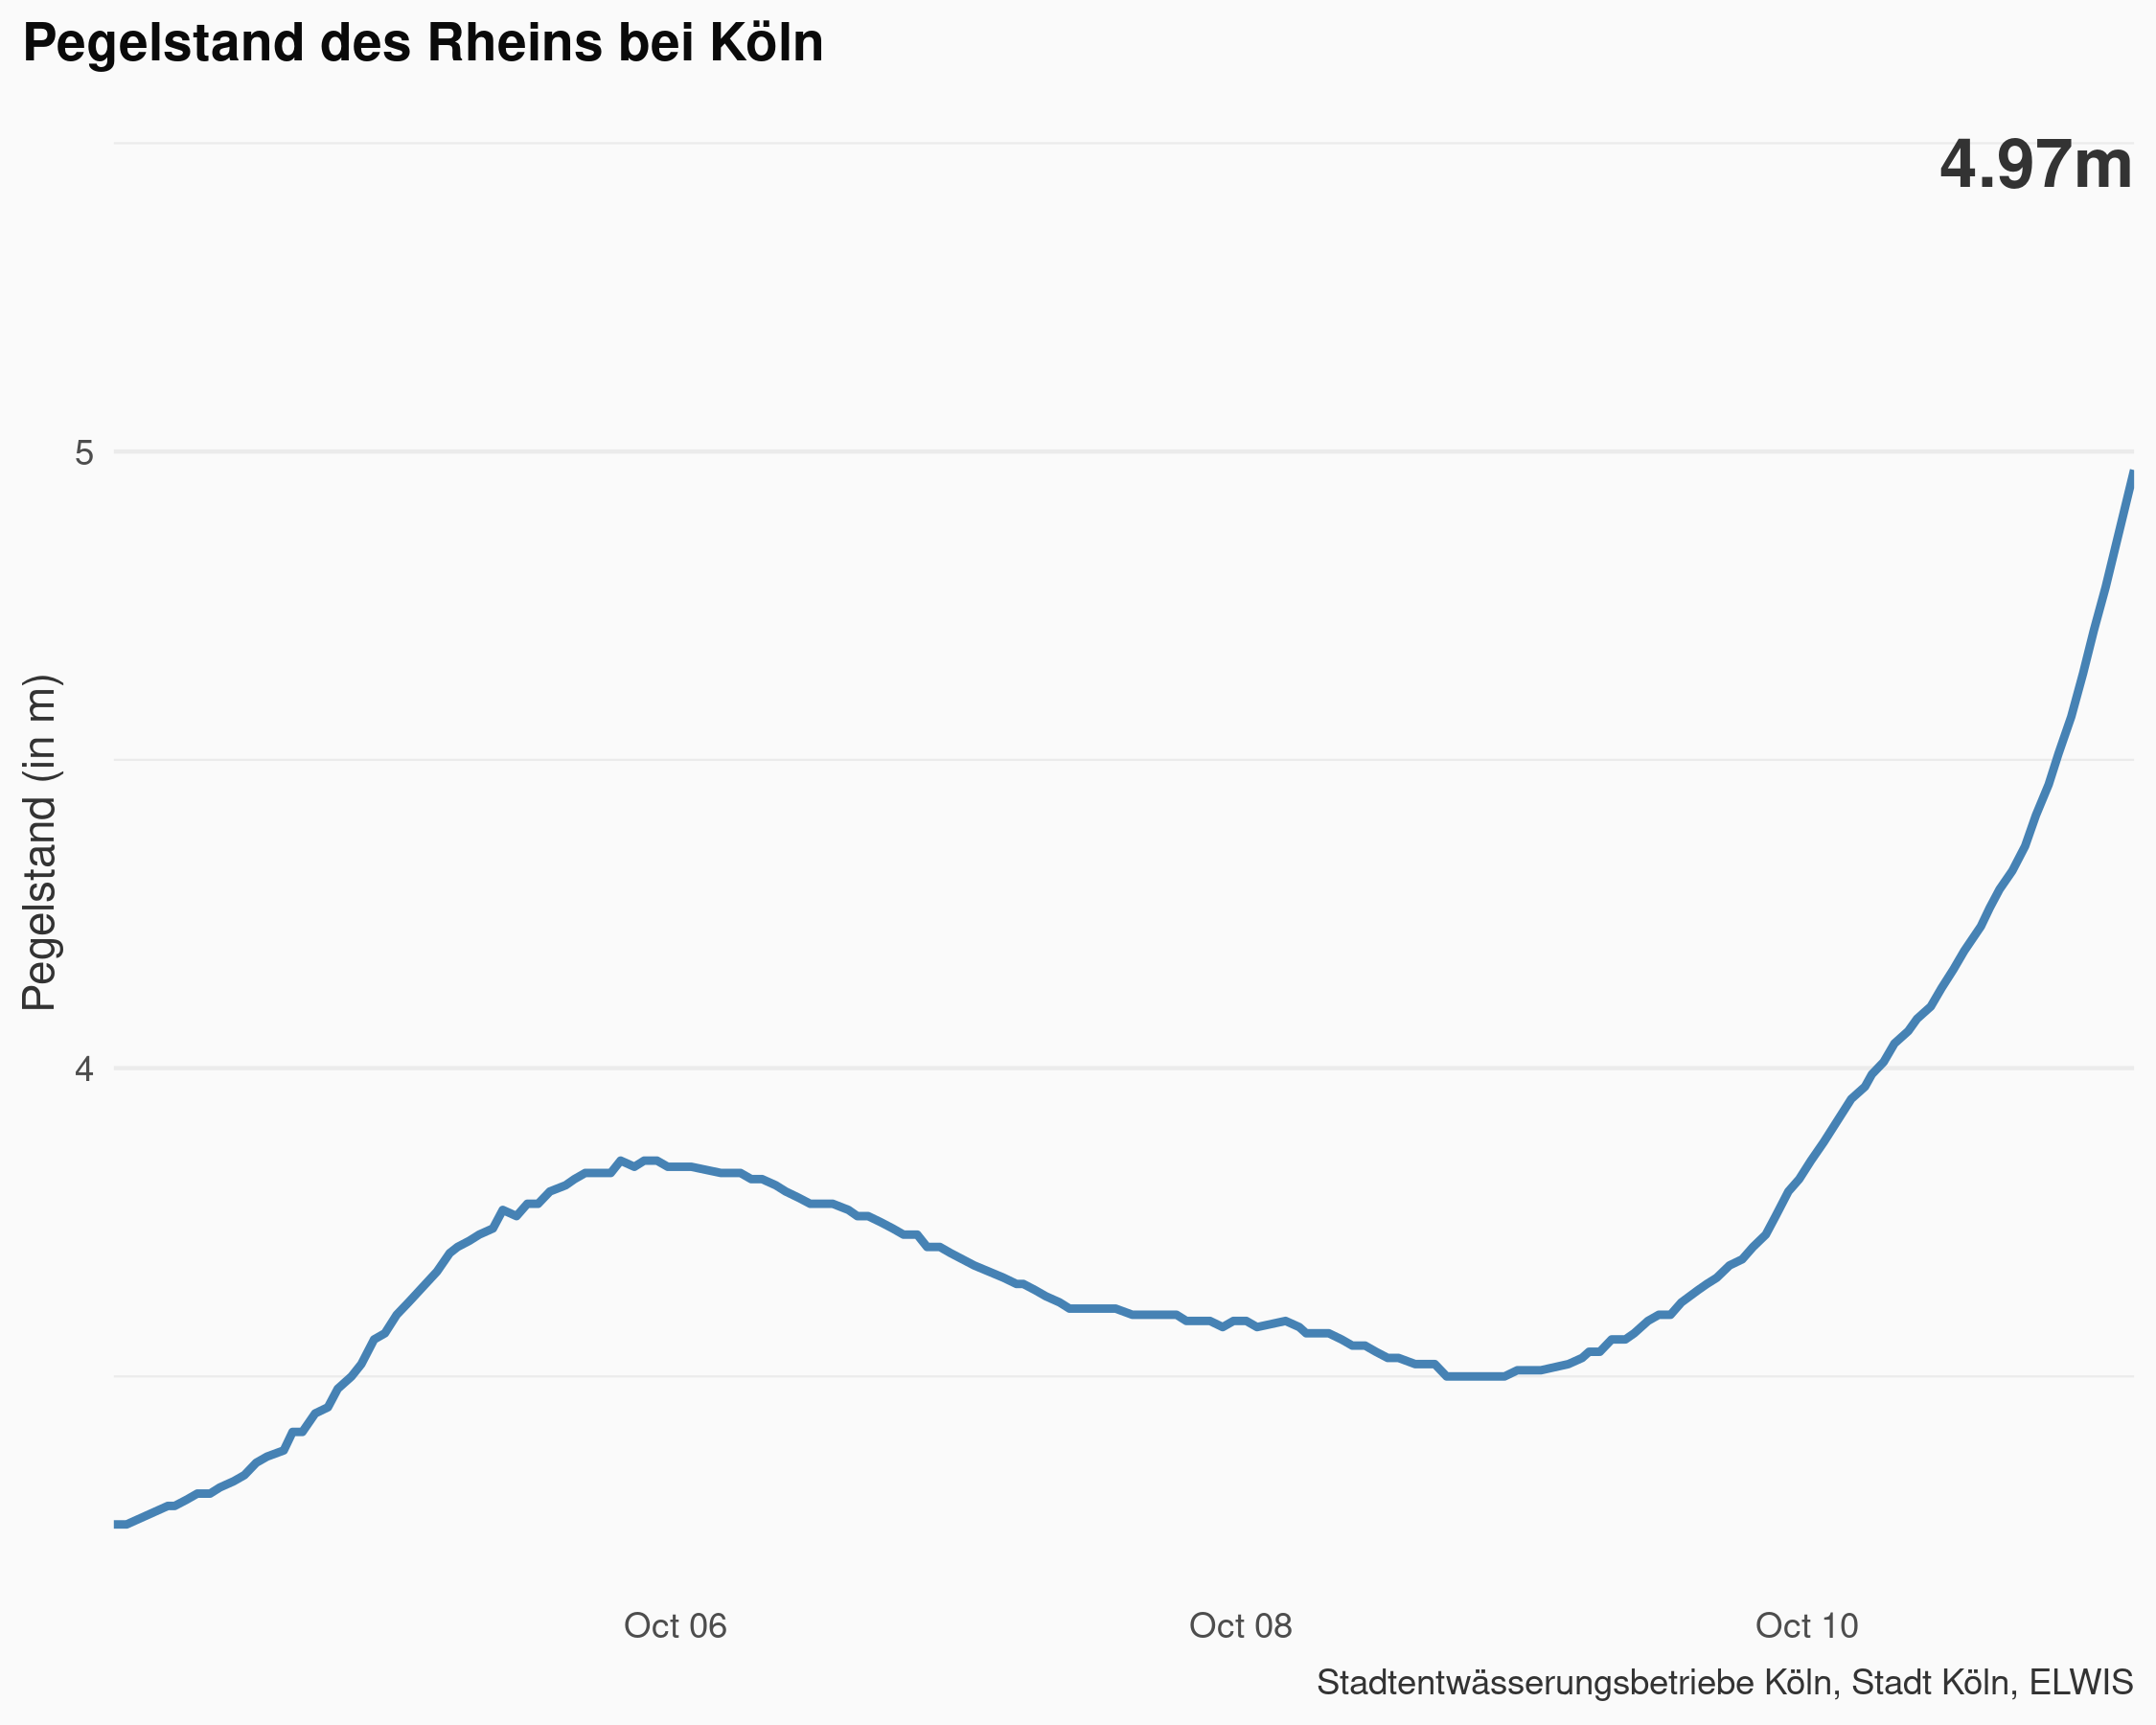 Pegelstand des Rheins bei Köln
4.97m
5
Pegelstand (in m)
4
Oct 06
Oct 08
Oct 10
Stadtentwässerungsbetriebe Köln, Stadt Köln, ELWIS